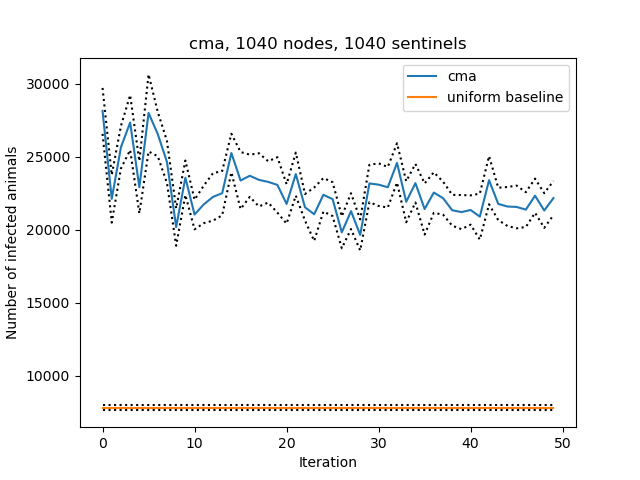 cma, 1040 nodes, 1040 sentinels
cma
uniform baseline
30000
25000
20000
15000
10000
Number of infected animals
0
10
20
30
40
50
Iteration